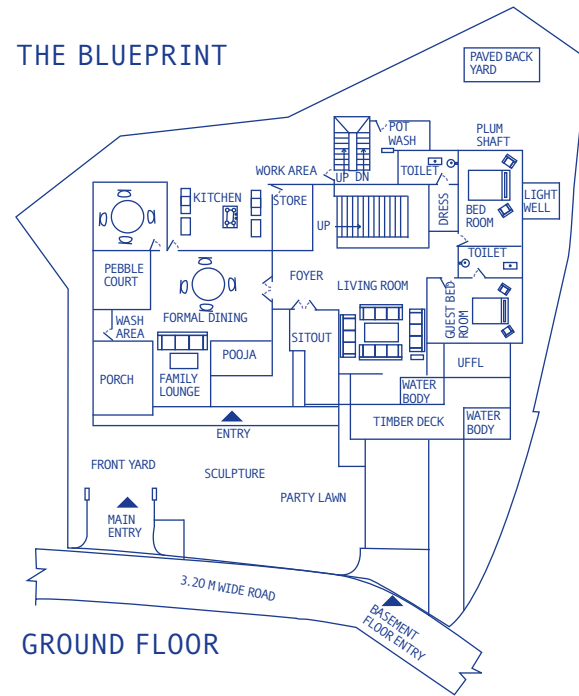 THE BLUEPRINT
PAVED BACK
YARD
POT
WASH
PLUM
SHAFT
WORK AREA
UP DN
TOILET
KITCHEN
STORE
DRESS
BED
ROOM
LIGHT
WELL
UP
TOILET
PEBBLE
COURT
FOYER
LIVING ROOM
GUEST BED
ROOM
WASH
AREA
FORMAL DINING
SITOUT
POOJA
UFFL
PORCH
FAMILY
LOUNGE
WATER
BODY
TIMBER DECK
WATER
BODY
ENTRY
FRONT YARD
SCULPTURE
PARTY LAWN
MAIN
ENTRY
3.20 M WIDE ROAD
BASEMENT
FLOOR ENTRY
GROUND FLOOR